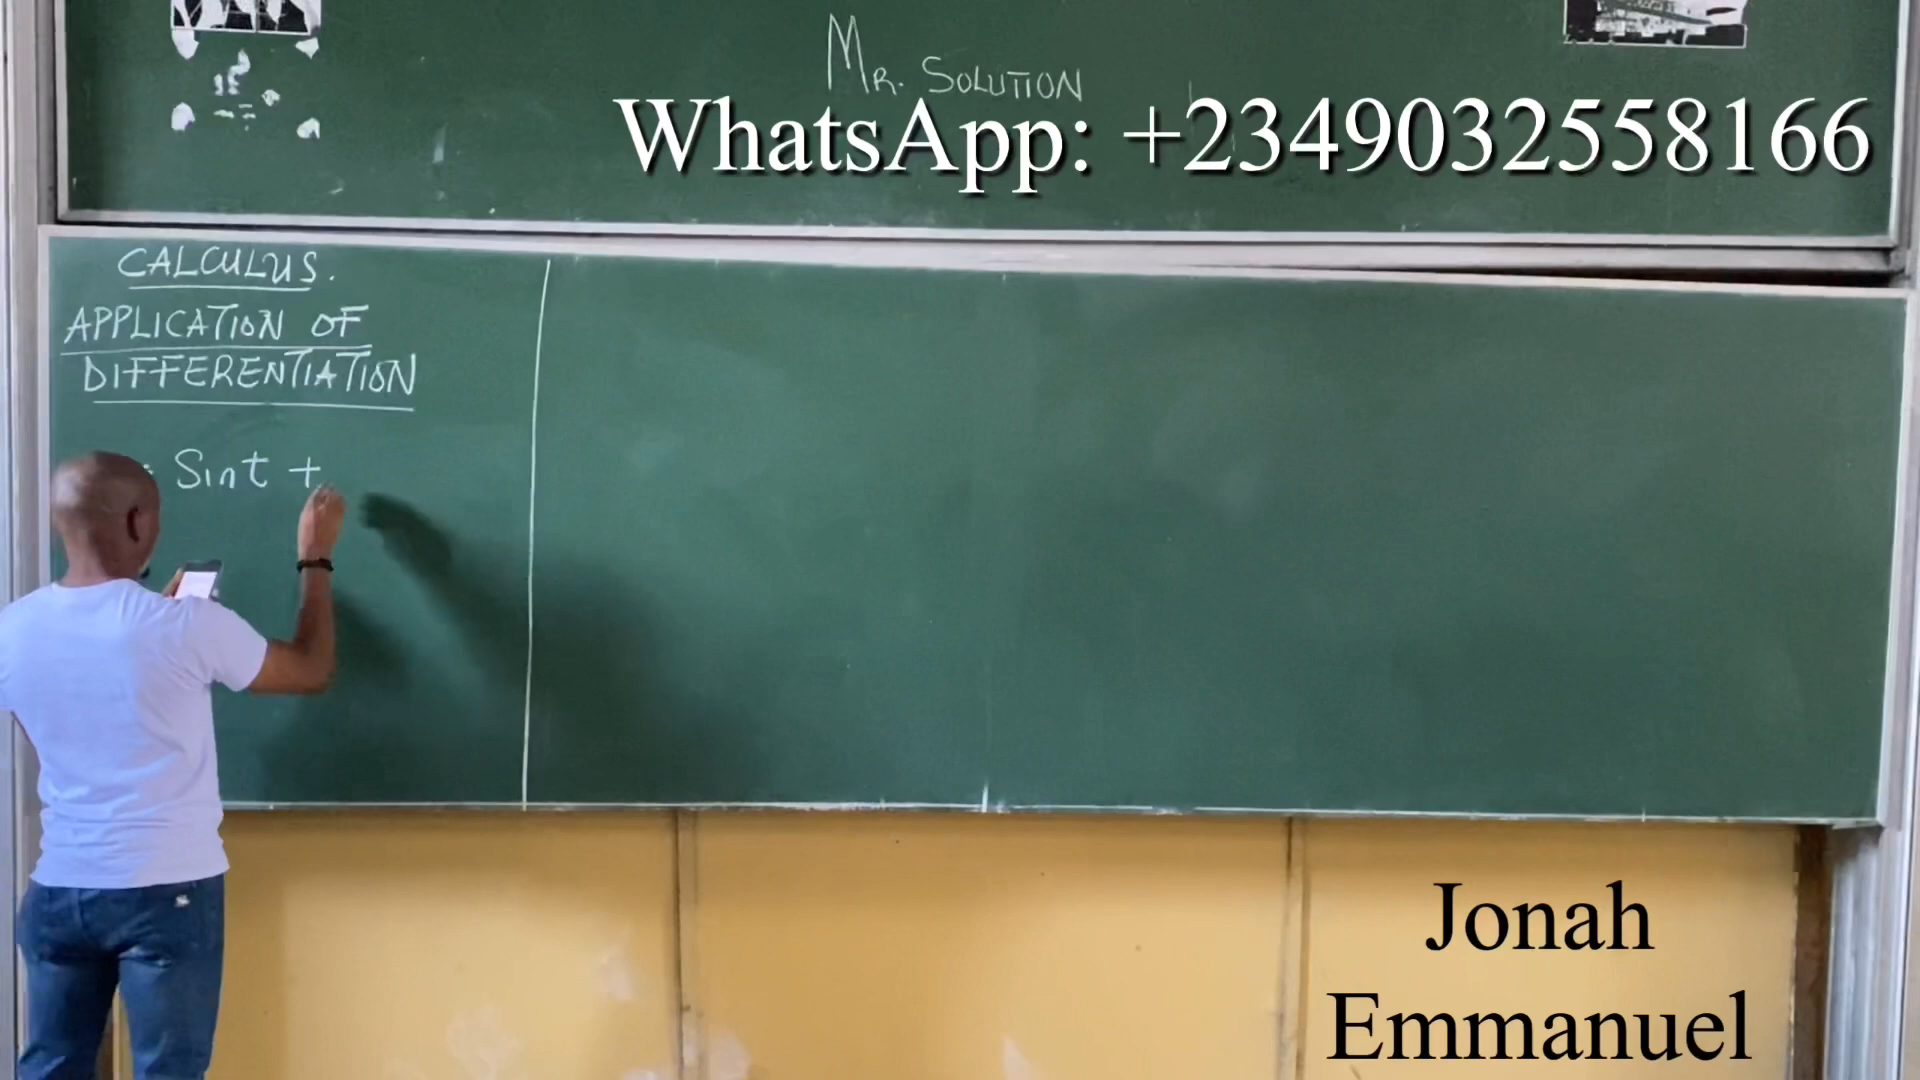 MR. SOLUTION
WhatsApp: +2349032558166
CALCULUS.
APPLICATION OF
DIFFERENTIATION
Sint +
Jonah
Emmanuel